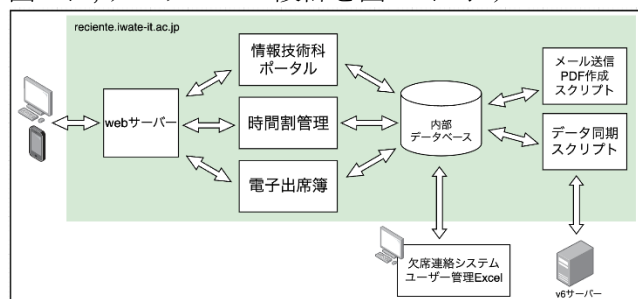 reciente.iwate-it.ac.jp
webサーバー
情報技術科
ポータル
時間割管理
電子出席簿
内部
データベース
メール送信
PDF作成
スクリプト
データ同期
スクリプト
欠席連絡システム
ユーザー管理Excel
v6サーバー